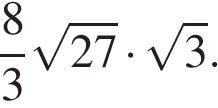 8/3 √27 · √3.